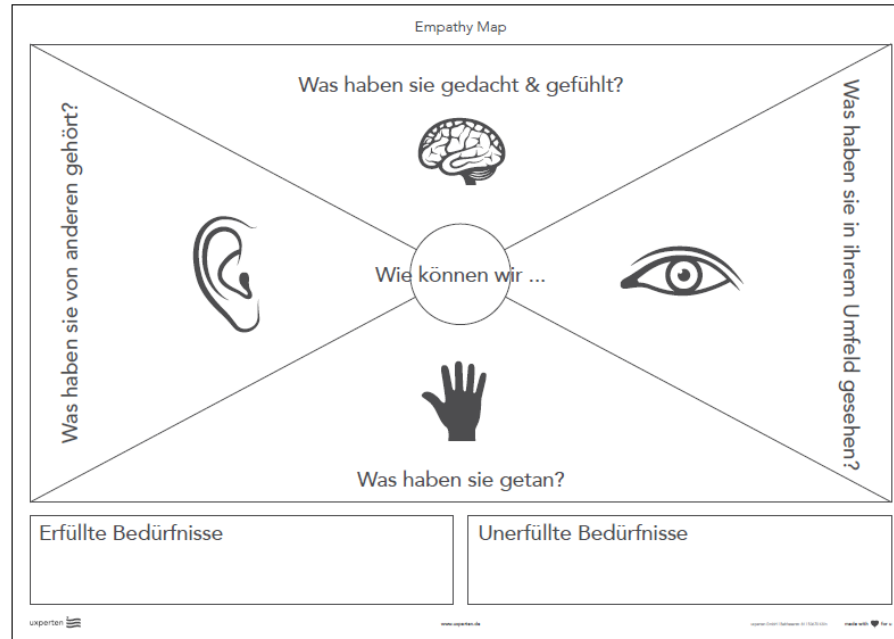 Empathy Map
Was haben sie gedacht & gefühlt?
Was haben sie von anderen gehört?
Was haben sie in ihrem Umfeld gesehen?
Wie können wir ...
Was haben sie getan?
Erfüllte Bedürfnisse
Unerfüllte Bedürfnisse
uxperten
www.uxperten.de
made with ♥ for u